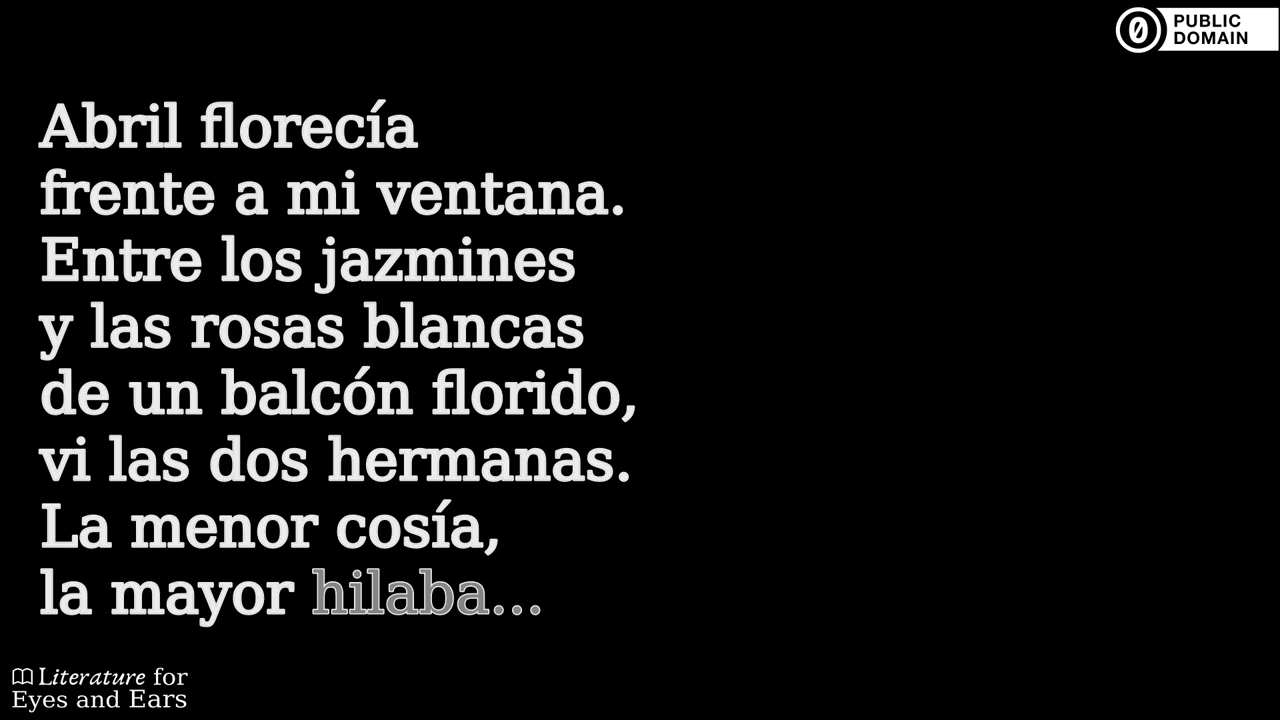 PUBLIC
DOMAIN
Abril florecía
frente a mi ventana.
Entre los jazmines
y las rosas blancas
de un balcón florido,
vi las dos hermanas.
La menor cosía,
la mayor hilaba...
Literature for
Eyes and Ears